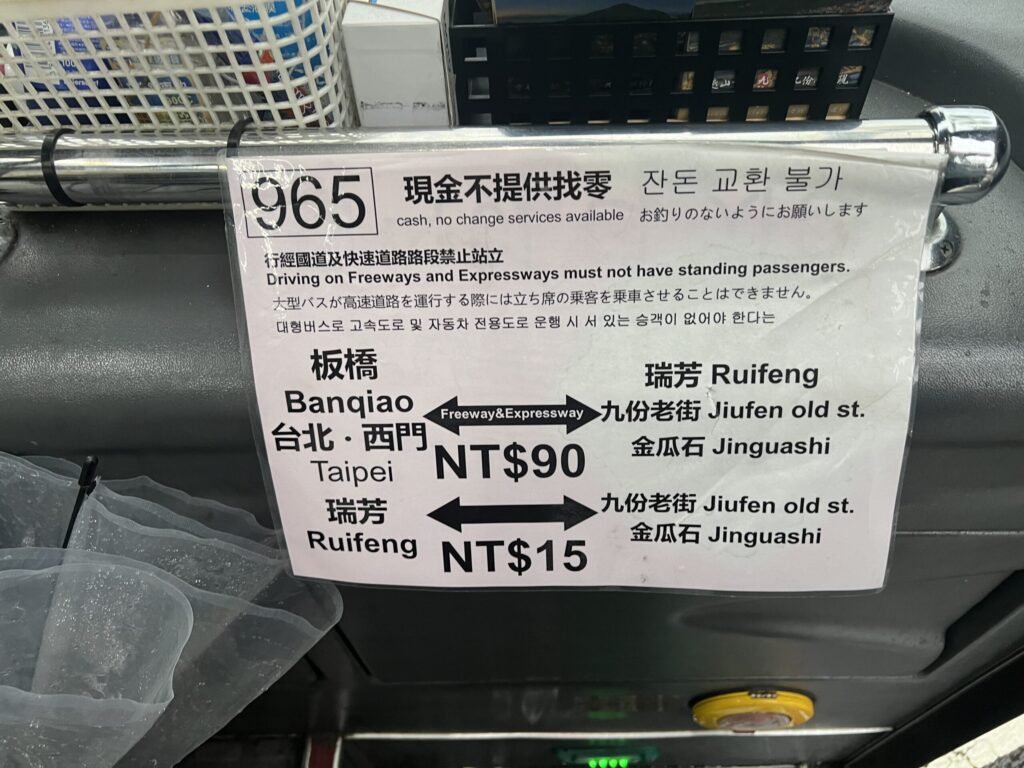 965
現金不提供找零
잔돈 교환 불가
cash, no change services available
お釣りのないようにお願いします
行經國道及快速道路路段禁止站立
Driving on Freeways and Expressways must not have standing passengers.
大型バスが高速道路を運行する際には立ち席の乗客を乗車させることはできません。
대형버스로 고속도로 및 자동차 전용도로 운행 시 서 있는 승객이 없어야 한다는
板橋
Banqiao
台北・西門
Taipei
Freeway&Expressway
NT$90
瑞芳 Ruifeng
九份老街 Jiufen old st.
金瓜石 Jinguashi
瑞芳
Ruifeng
NT$15
九份老街 Jiufen old st.
金瓜石 Jinguashi